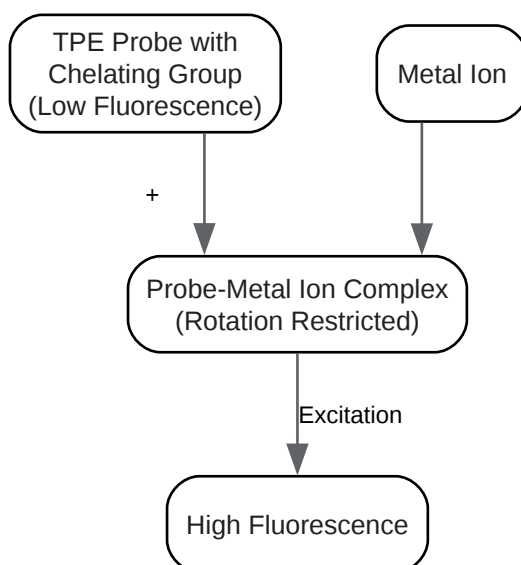 TPE Probe with
Chelating Group
(Low Fluorescence)
Metal Ion
+
Probe-Metal Ion Complex
(Rotation Restricted)
Excitation
High Fluorescence